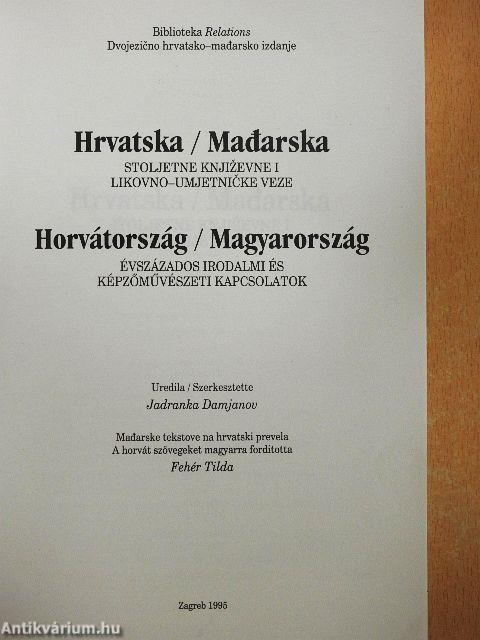 Biblioteka Relations
Dvojezično hrvatsko–mađarsko izdanje
Hrvatska / Mađarska
STOLJETNE KNJIŽEVNE I
LIKOVNO–UMJETNIČKE VEZE
Horvátország / Magyarország
ÉVSZÁZADOS IRODALMI ÉS
KÉPZŐMŰVÉSZETI KAPCSOLATOK
Uredila / Szerkesztette
Jadranka Damjanov
Mađarske tekstove na hrvatski prevela
A horvát szövegeket magyarra fordította
Fehér Tilda
Zagreb 1995
Antikvárium.hu